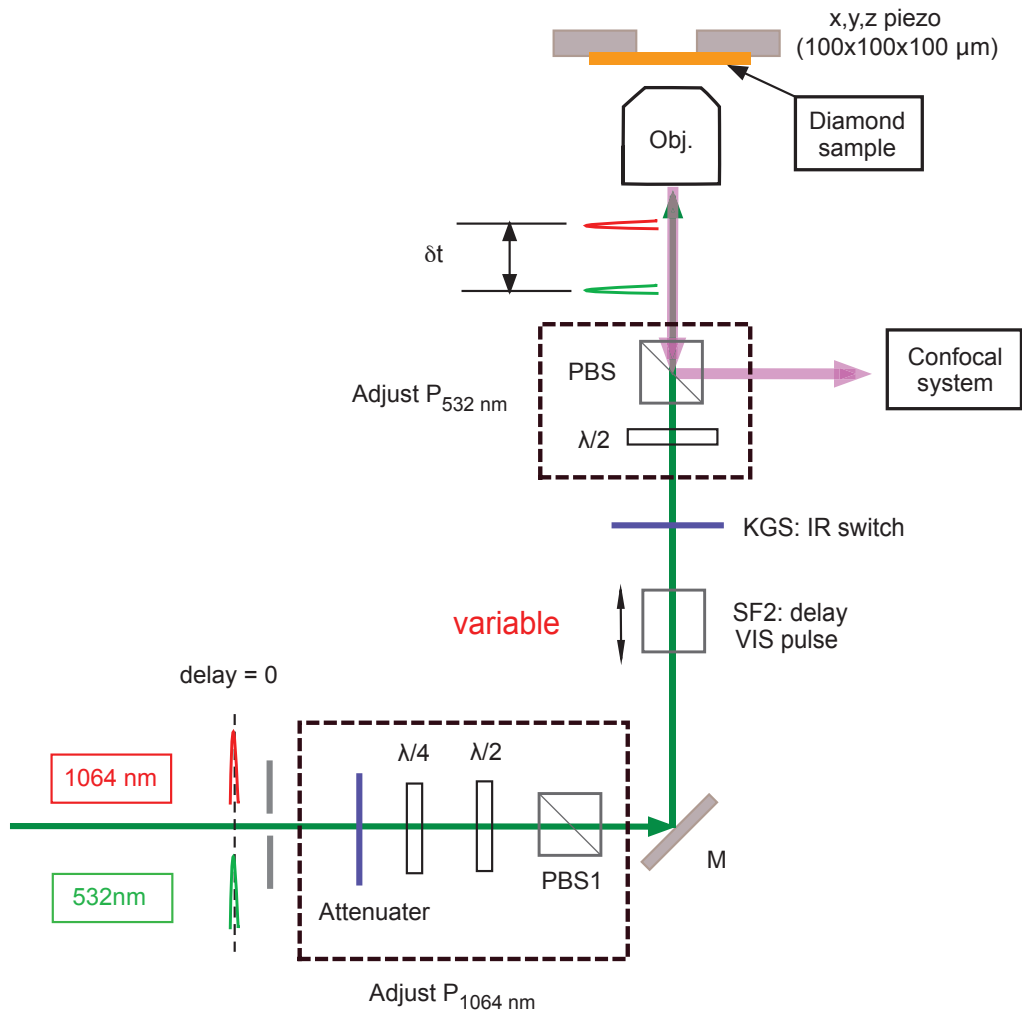 x,y,z piezo
(100x100x100 µm)
Diamond
sample
Obj.
δt
PBS
Confocal
system
Adjust P532 nm
λ/2
KGS: IR switch
variable
SF2: delay
VIS pulse
delay = 0
λ/4
λ/2
1064 nm
M
PBS1
532nm
Attenuater
Adjust P1064 nm